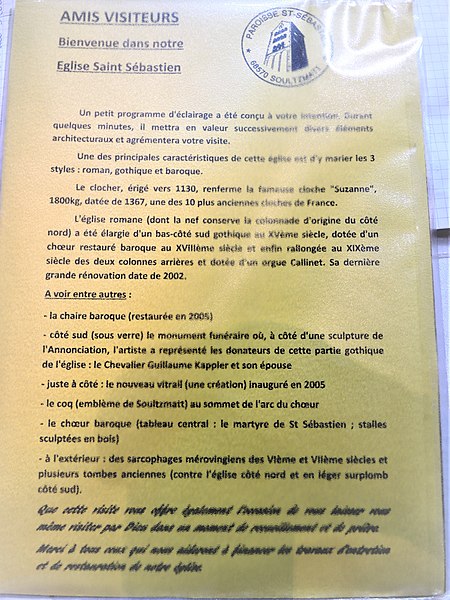 AMIS VISITEURS
Bienvenue dans notre
Eglise Saint Sébastien
PAROISSE ST-SÉBAS
* 68570 SOULTZMATT
Un petit programme d'éclairage a été conçu à votre intention. Durant
quelques minutes, il mettra en valeur successivement divers éléments
architecturaux et agrémentera votre visite.
Une des principales caractéristiques de cette église est d'y marier les 3
styles : roman, gothique et baroque.
Le clocher, érigé vers 1130, renferme la fameuse cloche "Suzanne",
1800kg, datée de 1367, une des 10 plus anciennes cloches de France.
L'église romane (dont la nef conserve la colonnade d'origine du côté
nord) a été élargie d'un bas-côté sud gothique au XVème siècle, dotée d'un
chœur restauré baroque au XVIIIème siècle et enfin rallongée au XIXème
siècle des deux colonnes arrières et dotée d'un orgue Callinet. Sa dernière
grande rénovation date de 2002.
A voir entre autres :
- la chaire baroque (restaurée en 2005)
- côté sud (sous verre) le monument funéraire où, à côté d'une sculpture de
l'Annonciation, l'artiste a représenté les donateurs de cette partie gothique
de l'église : le Chevalier Guillaume Kappler et son épouse
- juste à côté : le nouveau vitrail (une création) inauguré en 2005
- le coq (emblème de Soultzmatt) au sommet de l'arc du chœur
- le chœur baroque (tableau central : le martyre de St Sébastien ; stalles
sculptées en bois)
- à l'extérieur : des sarcophages mérovingiens des VIème et VIIème siècles et
plusieurs tombes anciennes (contre l'église côté nord et en léger surplomb
côté sud).
Que cette visite vous offre également l'occasion de vous laisser vous
même visiter par Dieu dans un moment de recueillement et de prière.
Merci à tous ceux qui nous aideront à financer les travaux d'entretien
et de restauration de notre église.